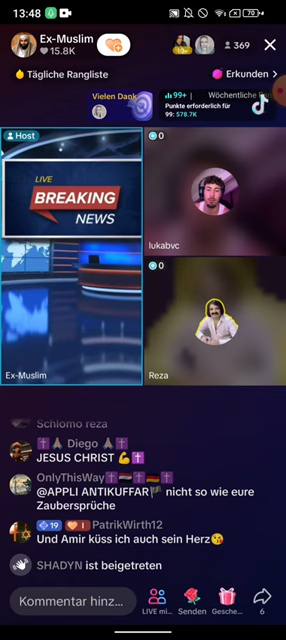 13:48
70
Ex-Muslim
15.8K
10+
369
Tägliche Rangliste
Erkunden
Vielen Dank
99+
Wöchentliche
Punkte erforderlich für
99: 578.7K
TikTok
Host
0
LIVE
BREAKING
NEWS
Ex-Muslim
lukabvc
0
Reza
Schlomo reza
✝️🙏🏽 Diego 🙏🏽✝️
JESUS CHRIST 💪✝️
OnlyThisWay
@APPLI ANTIKUFFAR🏴 nicht so wie eure
Zaubersprüche
19
1
PatrikWirth12
Und Amir küss ich auch sein Herz😘
SHADYN ist beigetreten
Kommentar hinz...
LIVE mi...
Senden
Gesche...
6